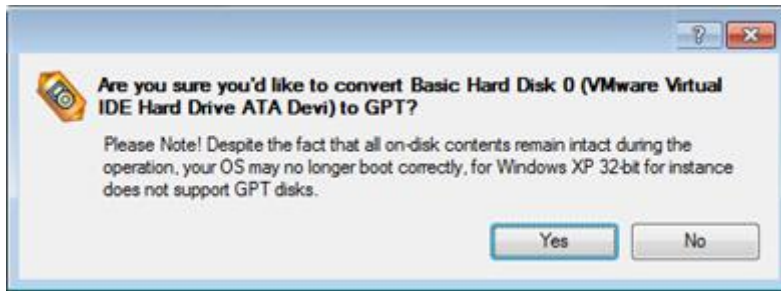 Are you sure you'd like to convert Basic Hard Disk 0 (VMware Virtual
IDE Hard Drive ATA Devi) to GPT?
Please Note! Despite the fact that all on-disk contents remain intact during the
operation, your OS may no longer boot correctly, for Windows XP 32-bit for instance
does not support GPT disks.
Yes No